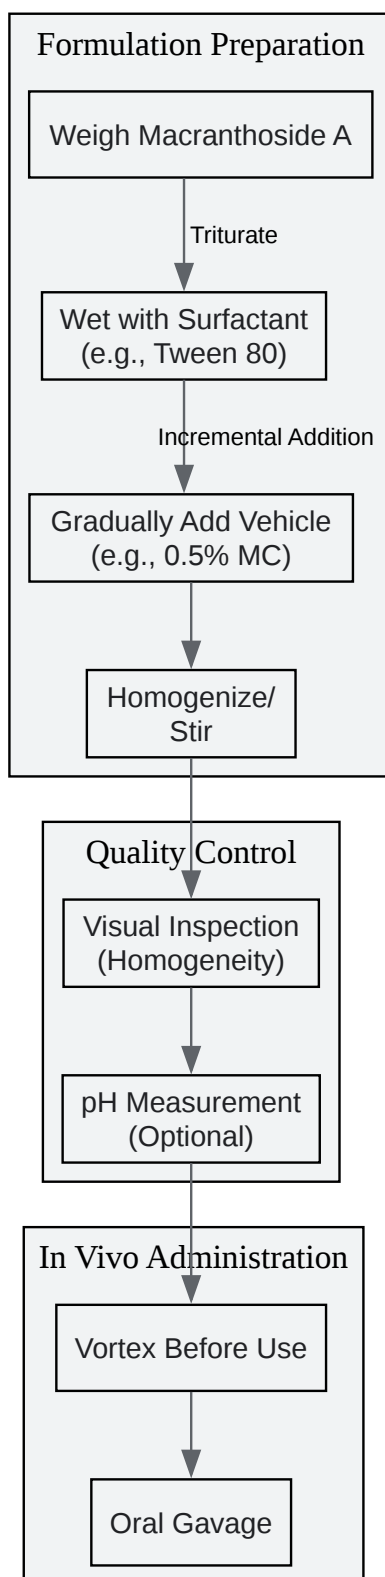 Formulation Preparation
Weigh Macranthoside A
Triturate
Wet with Surfactant
(e.g., Tween 80)
Incremental Addition
Gradually Add Vehicle
(e.g., 0.5% MC)
Homogenize/
Stir
Quality Control
Visual Inspection
(Homogeneity)
pH Measurement
(Optional)
In Vivo Administration
Vortex Before Use
Oral Gavage